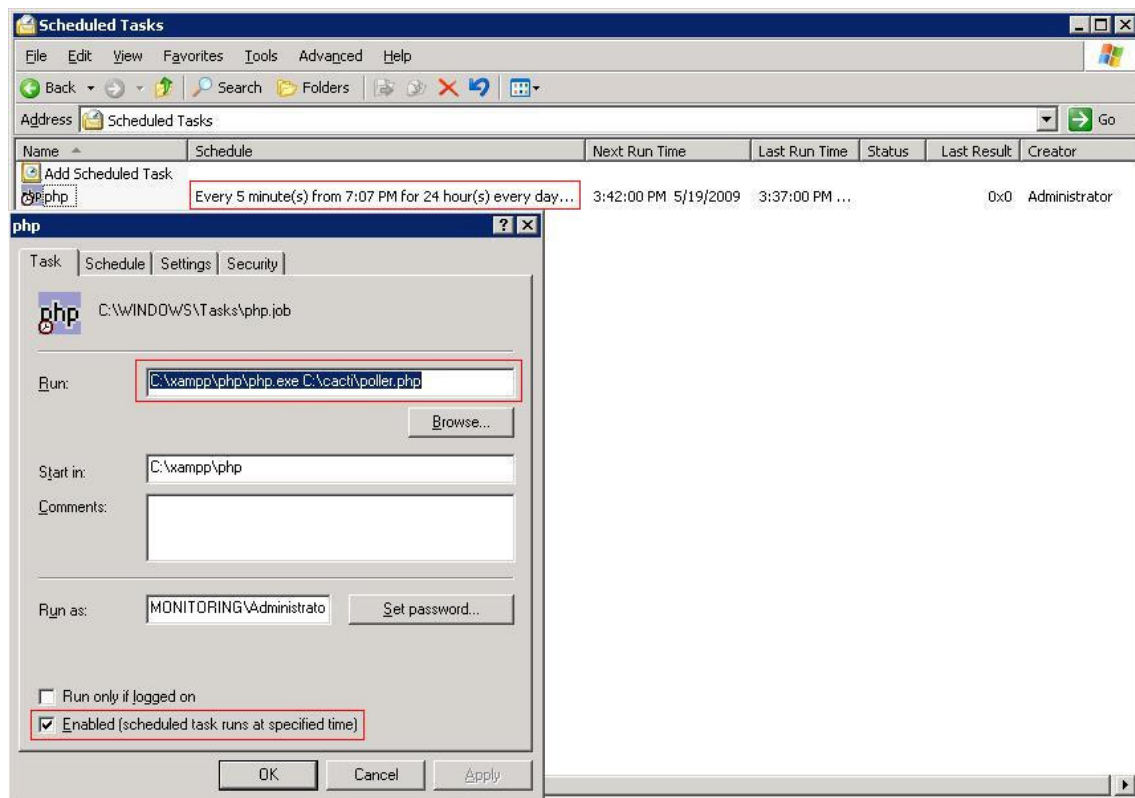 Scheduled Tasks
File Edit View Favorites Tools Advanced Help
Back Search Folders
Address Scheduled Tasks Go
Name Schedule Next Run Time Last Run Time Status Last Result Creator
Add Scheduled Task
php Every 5 minute(s) from 7:07 PM for 24 hour(s) every day... 3:42:00 PM 5/19/2009 3:37:00 PM ... 0x0 Administrator
php
Task Schedule Settings Security
php C:\WINDOWS\Tasks\php.job
Run: C:\xampp\php\php.exe C:\cacti\poller.php
Browse...
Start in: C:\xampp\php
Comments:
Run as: MONITORING\Administrato Set password...
Run only if logged on
Enabled (scheduled task runs at specified time)
OK Cancel Apply